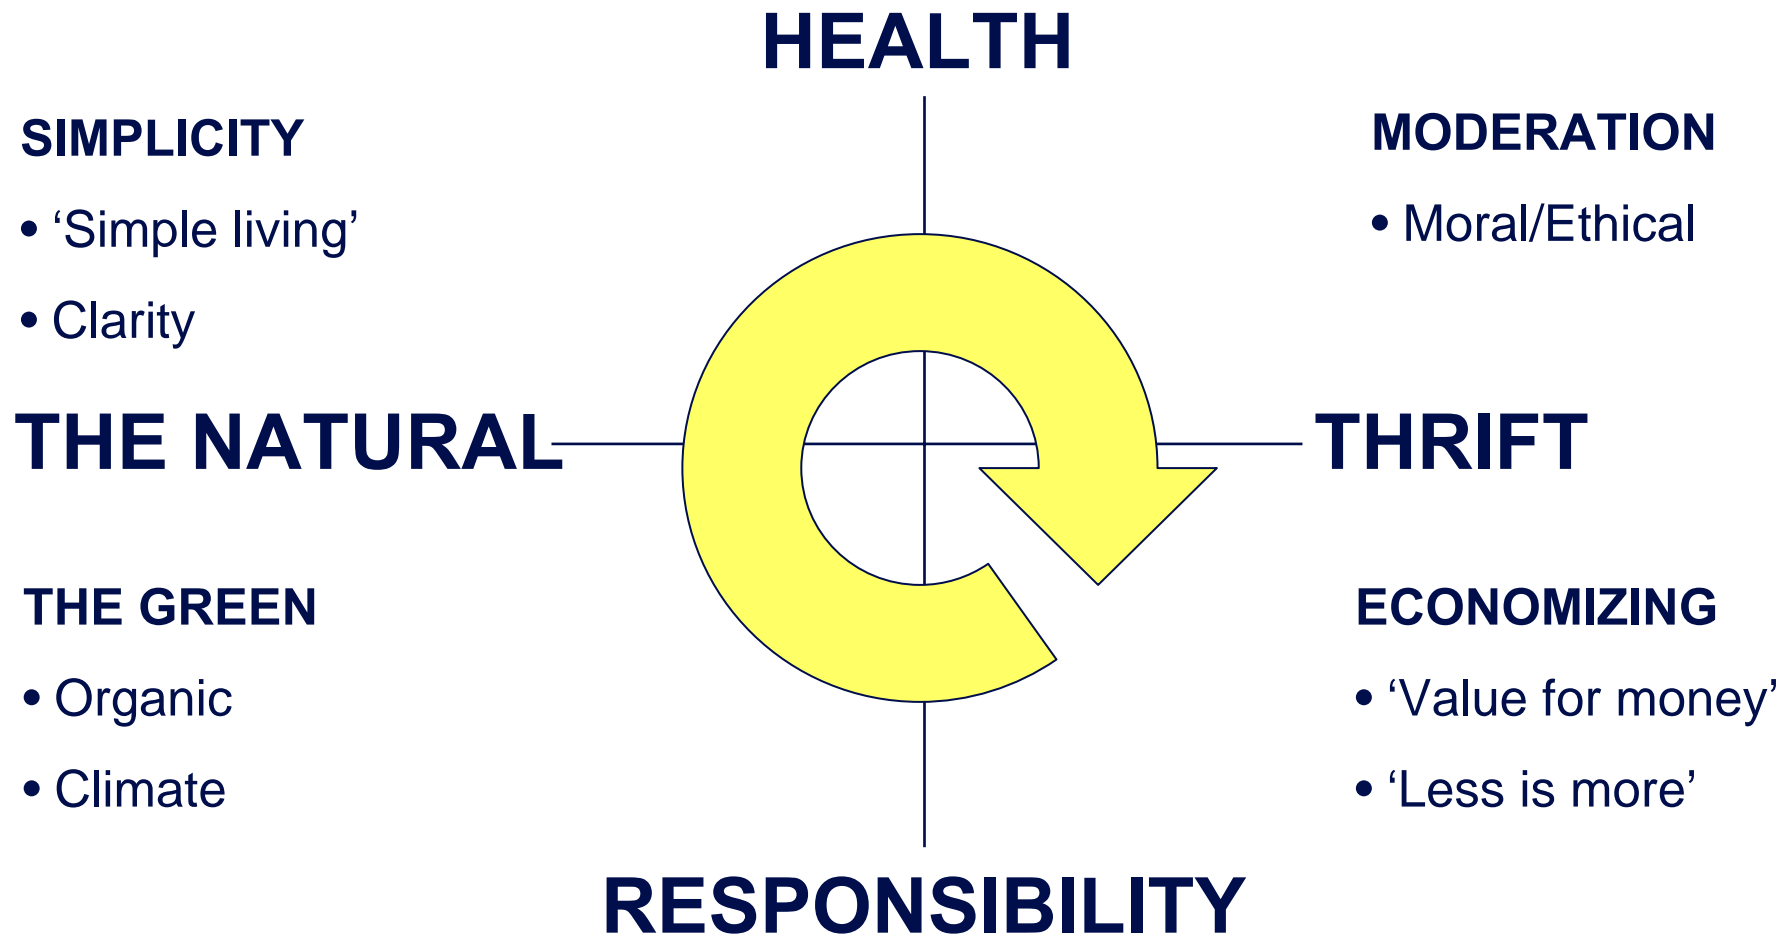 HEALTH
SIMPLICITY
• ‘Simple living’
• Clarity
MODERATION
• Moral/Ethical
THE NATURAL
THRIFT
THE GREEN
• Organic
• Climate
ECONOMIZING
• ‘Value for money’
• ‘Less is more’
RESPONSIBILITY